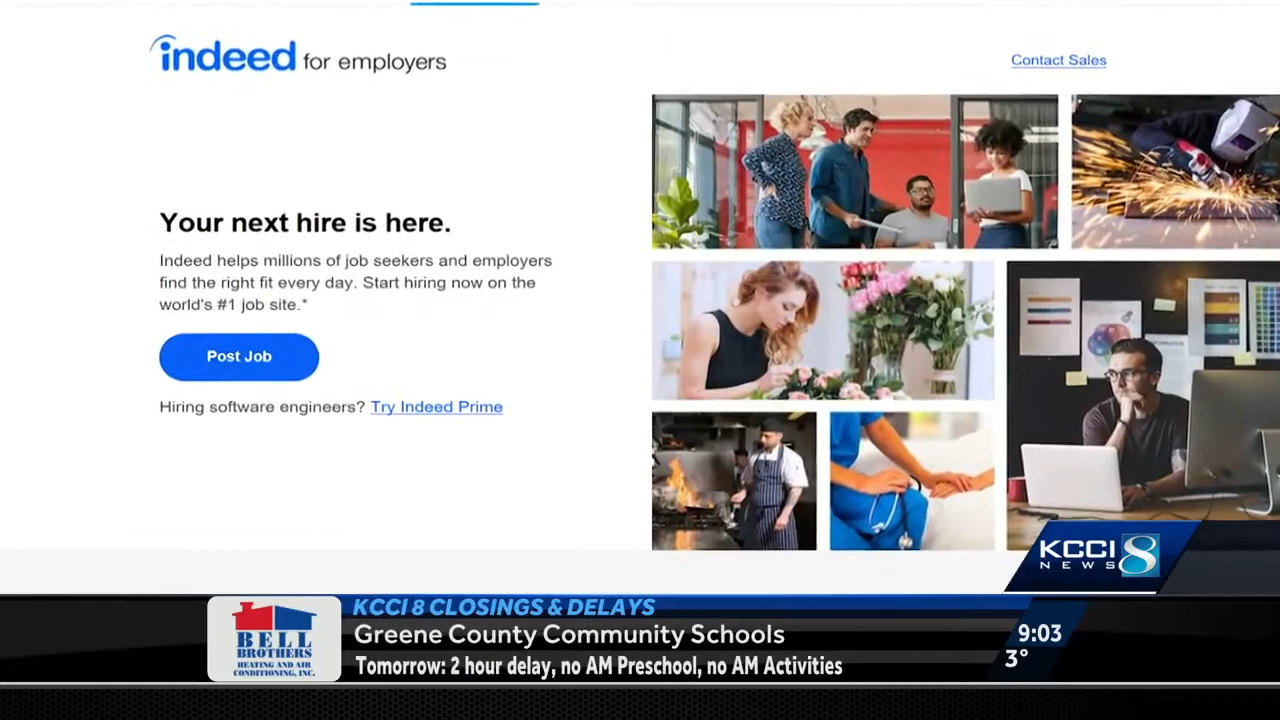 indeed for employers
Contact Sales
Your next hire is here.
Indeed helps millions of job seekers and employers
find the right fit every day. Start hiring now on the
world's #1 job site.*
Post Job
Hiring software engineers? Try Indeed Prime
KCCI 8
NEWS
KCCI 8 CLOSINGS & DELAYS
Greene County Community Schools
Tomorrow: 2 hour delay, no AM Preschool, no AM Activities
BELL
BROTHERS
HEATING AND AIR
CONDITIONING, INC.
9:03
3°